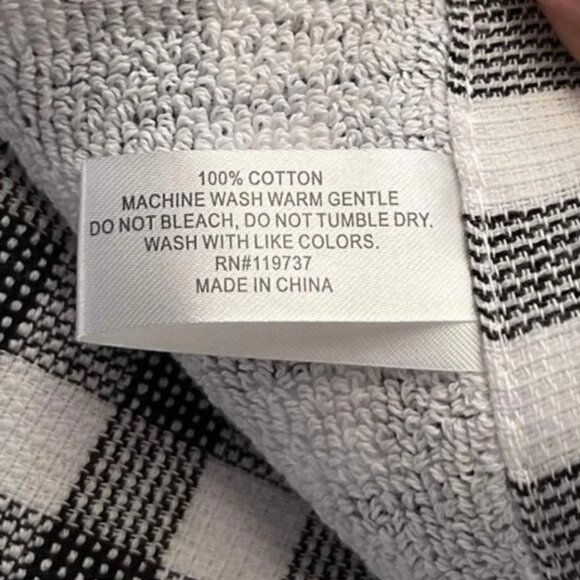 100% COTTON
MACHINE WASH WARM GENTLE
DO NOT BLEACH, DO NOT TUMBLE DRY.
WASH WITH LIKE COLORS.
RN#119737
MADE IN CHINA